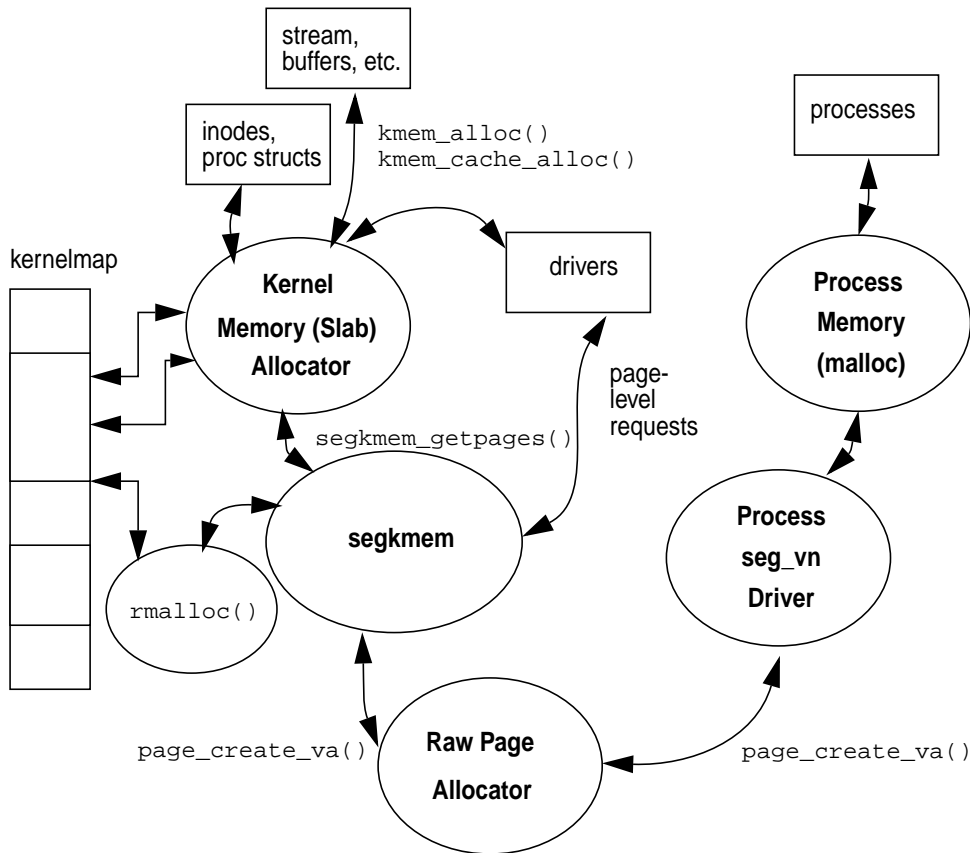 stream,
buffers, etc.
inodes,
proc structs
kmem_alloc()
kmem_cache_alloc()
processes
kernelmap
drivers
Kernel
Memory (Slab)
Allocator
Process
Memory
(malloc)
page-
level
requests
segkmem_getpages()
segkmem
Process
seg_vn
Driver
rmalloc()
page_create_va()
Raw Page
Allocator
page_create_va()